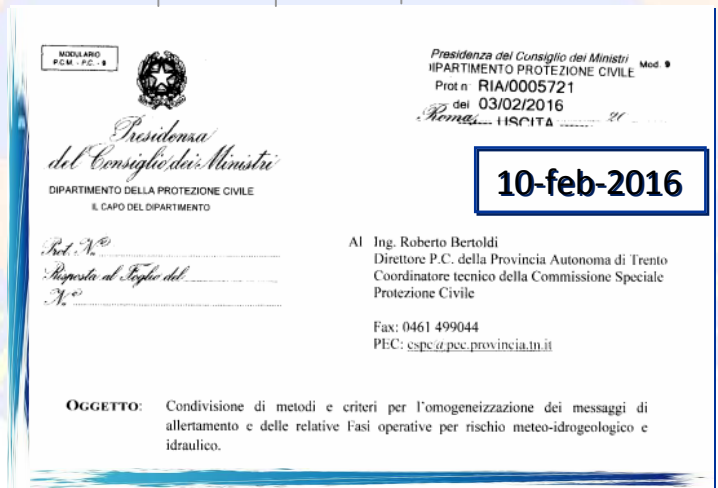 MODULARIO
P.C.M. - P.C. - 9
Presidenza del Consiglio dei Ministri
DIPARTIMENTO PROTEZIONE CIVILE Mod. 9
Prot n RIA/0005721
del 03/02/2016
Roma, USCITA 20
Presidenza
del Consiglio dei Ministri
DIPARTIMENTO DELLA PROTEZIONE CIVILE
IL CAPO DEL DIPARTIMENTO
10-feb-2016
Prot. N.o
Risposta al Foglio del
N.o
Al Ing. Roberto Bertoldi
Direttore P.C. della Provincia Autonoma di Trento
Coordinatore tecnico della Commissione Speciale
Protezione Civile
Fax: 0461 499044
PEC: cspc@pec.provincia.tn.it
OGGETTO: Condivisione di metodi e criteri per l'omogeneizzazione dei messaggi di
allertamento e delle relative Fasi operative per rischio meteo-idrogeologico e
idraulico.